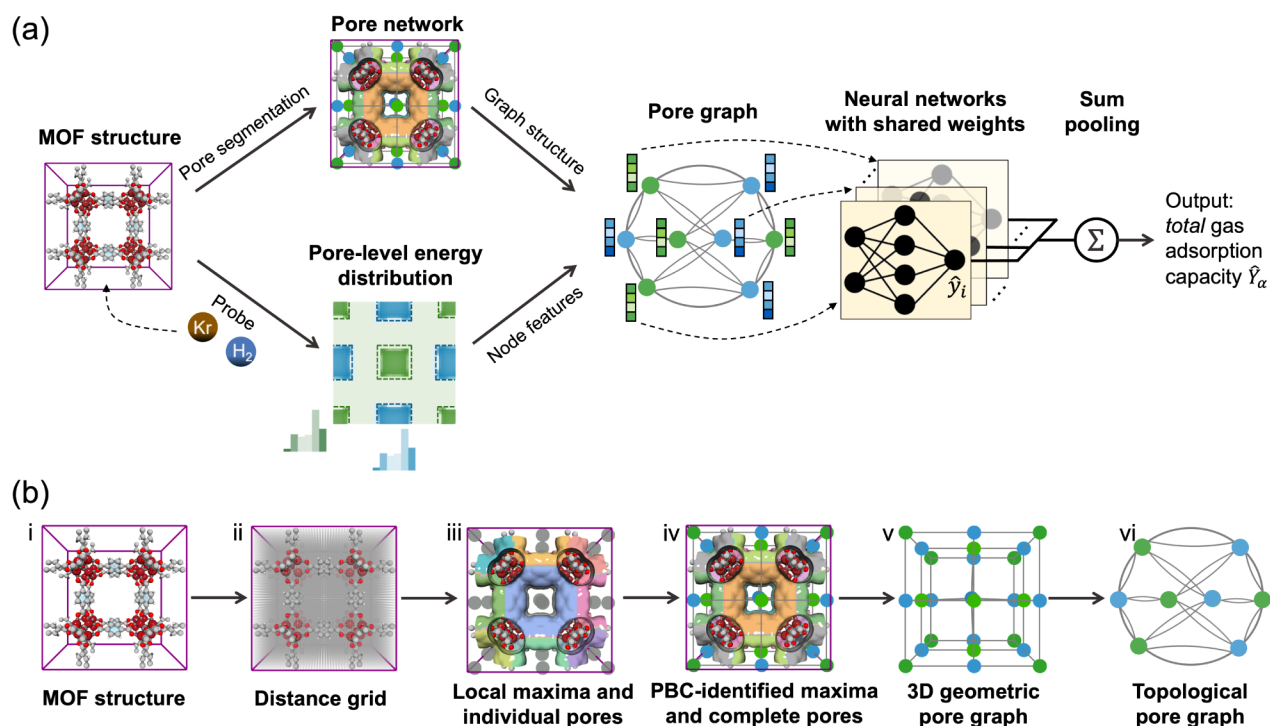 (a)
Pore network
MOF structure
Pore segmentation
Graph structure
Probe
Kr
H₂
Pore-level energy
distribution
Node features
Pore graph
Neural networks
with shared weights
ŷᵢ
Sum
pooling
Σ
Output:
total gas
adsorption
capacity Ŷα
(b)
i
ii
iii
iv
v
vi
MOF structure
Distance grid
Local maxima and
individual pores
PBC-identified maxima
and complete pores
3D geometric
pore graph
Topological
pore graph